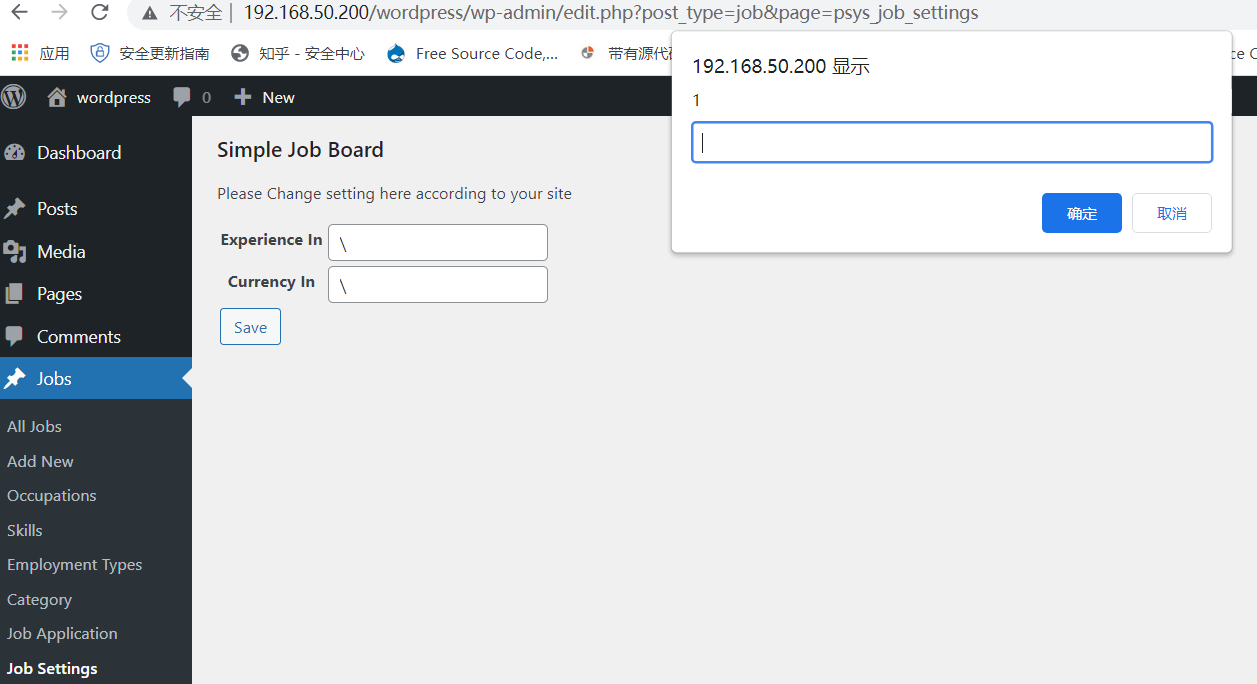 不安全 | 192.168.50.200/wordpress/wp-admin/edit.php?post_type=job&page=psys_job_settings
应用 安全更新指南 知乎 - 安全中心 Free Source Code,... 带有源代
ce C
192.168.50.200 显示
1
确定 取消
wordpress 0 New
Dashboard
Posts
Media
Pages
Comments
Jobs
All Jobs
Add New
Occupations
Skills
Employment Types
Category
Job Application
Job Settings
Simple Job Board
Please Change setting here according to your site
Experience In \
Currency In \
Save